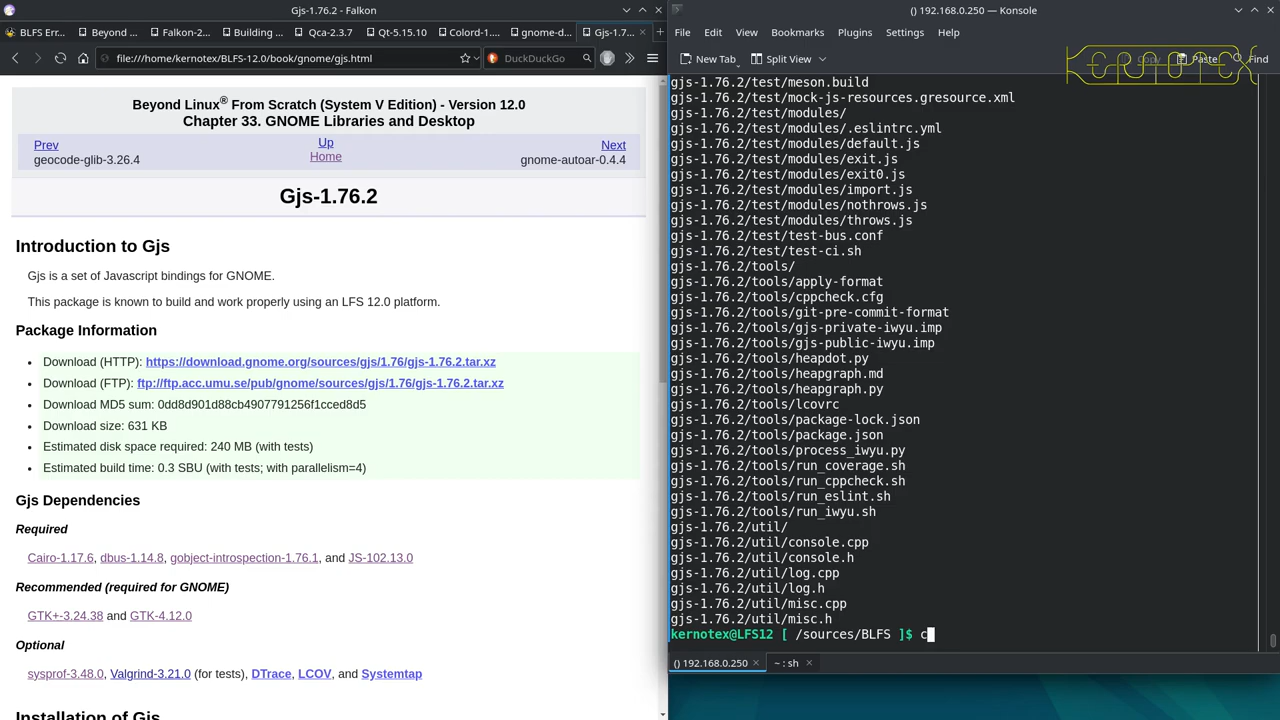 Gjs-1.76.2 - Falkon
BLFS Err...
Beyond ...
Falkon-2...
Building ...
Qca-2.3.7
Qt-5.15.10
Colord-1....
gnome-d...
Gjs-1.7...
file:///home/kernotex/BLFS-12.0/book/gnome/gjs.html
DuckDuckGo
Beyond Linux® From Scratch (System V Edition) - Version 12.0
Chapter 33. GNOME Libraries and Desktop
Prev
Up
Next
geocode-glib-3.26.4
Home
gnome-autoar-0.4.4
Gjs-1.76.2
Introduction to Gjs
Gjs is a set of Javascript bindings for GNOME.
This package is known to build and work properly using an LFS 12.0 platform.
Package Information
• Download (HTTP): https://download.gnome.org/sources/gjs/1.76/gjs-1.76.2.tar.xz
• Download (FTP): ftp://ftp.acc.umu.se/pub/gnome/sources/gjs/1.76/gjs-1.76.2.tar.xz
• Download MD5 sum: 0dd8d901d88cb4907791256f1cced8d5
• Download size: 631 KB
• Estimated disk space required: 240 MB (with tests)
• Estimated build time: 0.3 SBU (with tests; with parallelism=4)
Gjs Dependencies
Required
Cairo-1.17.6, dbus-1.14.8, gobject-introspection-1.76.1, and JS-102.13.0
Recommended (required for GNOME)
GTK+-3.24.38 and GTK-4.12.0
Optional
sysprof-3.48.0, Valgrind-3.21.0 (for tests), DTrace, LCOV, and Systemtap
Installation of Gjs
() 192.168.0.250 — Konsole
File Edit View Bookmarks Plugins Settings Help
New Tab
Split View
Copy
Paste
Find
KERNOTEX
gjs-1.76.2/test/meson.build
gjs-1.76.2/test/mock-js-resources.gresource.xml
gjs-1.76.2/test/modules/
gjs-1.76.2/test/modules/.eslintrc.yml
gjs-1.76.2/test/modules/default.js
gjs-1.76.2/test/modules/exit.js
gjs-1.76.2/test/modules/exit0.js
gjs-1.76.2/test/modules/import.js
gjs-1.76.2/test/modules/nothrows.js
gjs-1.76.2/test/modules/throws.js
gjs-1.76.2/test/test-bus.conf
gjs-1.76.2/test/test-ci.sh
gjs-1.76.2/tools/
gjs-1.76.2/tools/apply-format
gjs-1.76.2/tools/cppcheck.cfg
gjs-1.76.2/tools/git-pre-commit-format
gjs-1.76.2/tools/gjs-private-iwyu.imp
gjs-1.76.2/tools/gjs-public-iwyu.imp
gjs-1.76.2/tools/heapdot.py
gjs-1.76.2/tools/heapgraph.md
gjs-1.76.2/tools/heapgraph.py
gjs-1.76.2/tools/lcovrc
gjs-1.76.2/tools/package-lock.json
gjs-1.76.2/tools/package.json
gjs-1.76.2/tools/process_iwyu.py
gjs-1.76.2/tools/run_coverage.sh
gjs-1.76.2/tools/run_cppcheck.sh
gjs-1.76.2/tools/run_eslint.sh
gjs-1.76.2/tools/run_iwyu.sh
gjs-1.76.2/util/
gjs-1.76.2/util/console.cpp
gjs-1.76.2/util/console.h
gjs-1.76.2/util/log.cpp
gjs-1.76.2/util/log.h
gjs-1.76.2/util/misc.cpp
gjs-1.76.2/util/misc.h
kernotex@LFS12 [ /sources/BLFS ]$ c
() 192.168.0.250
~ : sh